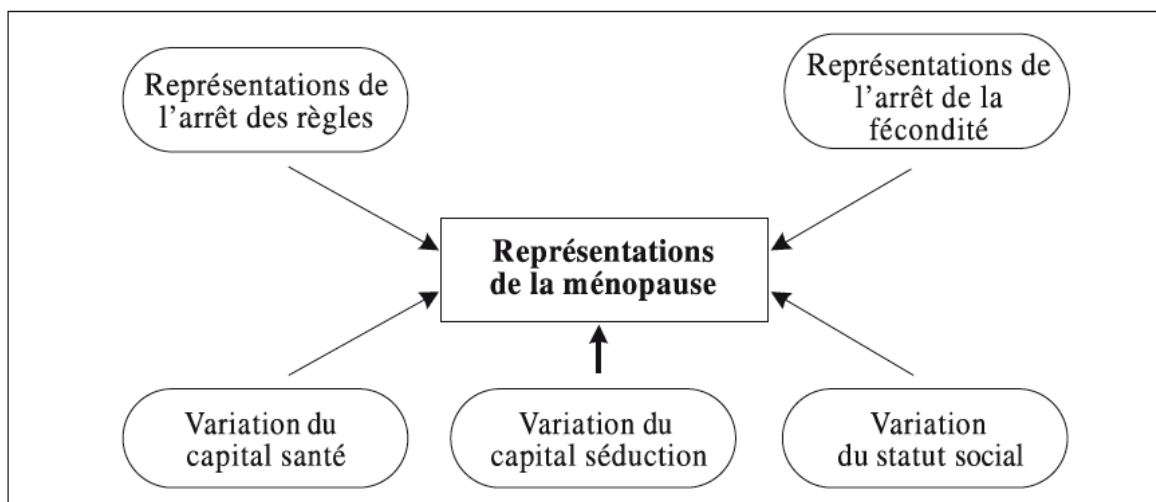 Représentations de
l'arrêt des règles
Représentations de
l'arrêt de la
fécondité
Représentations
de la ménopause
Variation du
capital santé
Variation du
capital séduction
Variation
du statut social